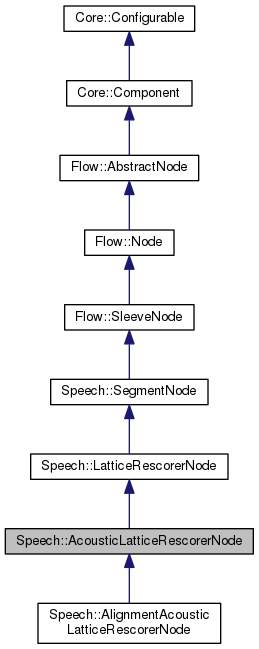 Core::Configurable
Core::Component
Flow::AbstractNode
Flow::Node
Flow::SleeveNode
Speech::SegmentNode
Speech::LatticeRescorerNode
Speech::AcousticLatticeRescorerNode
Speech::AlignmentAcoustic
LatticeRescorerNode